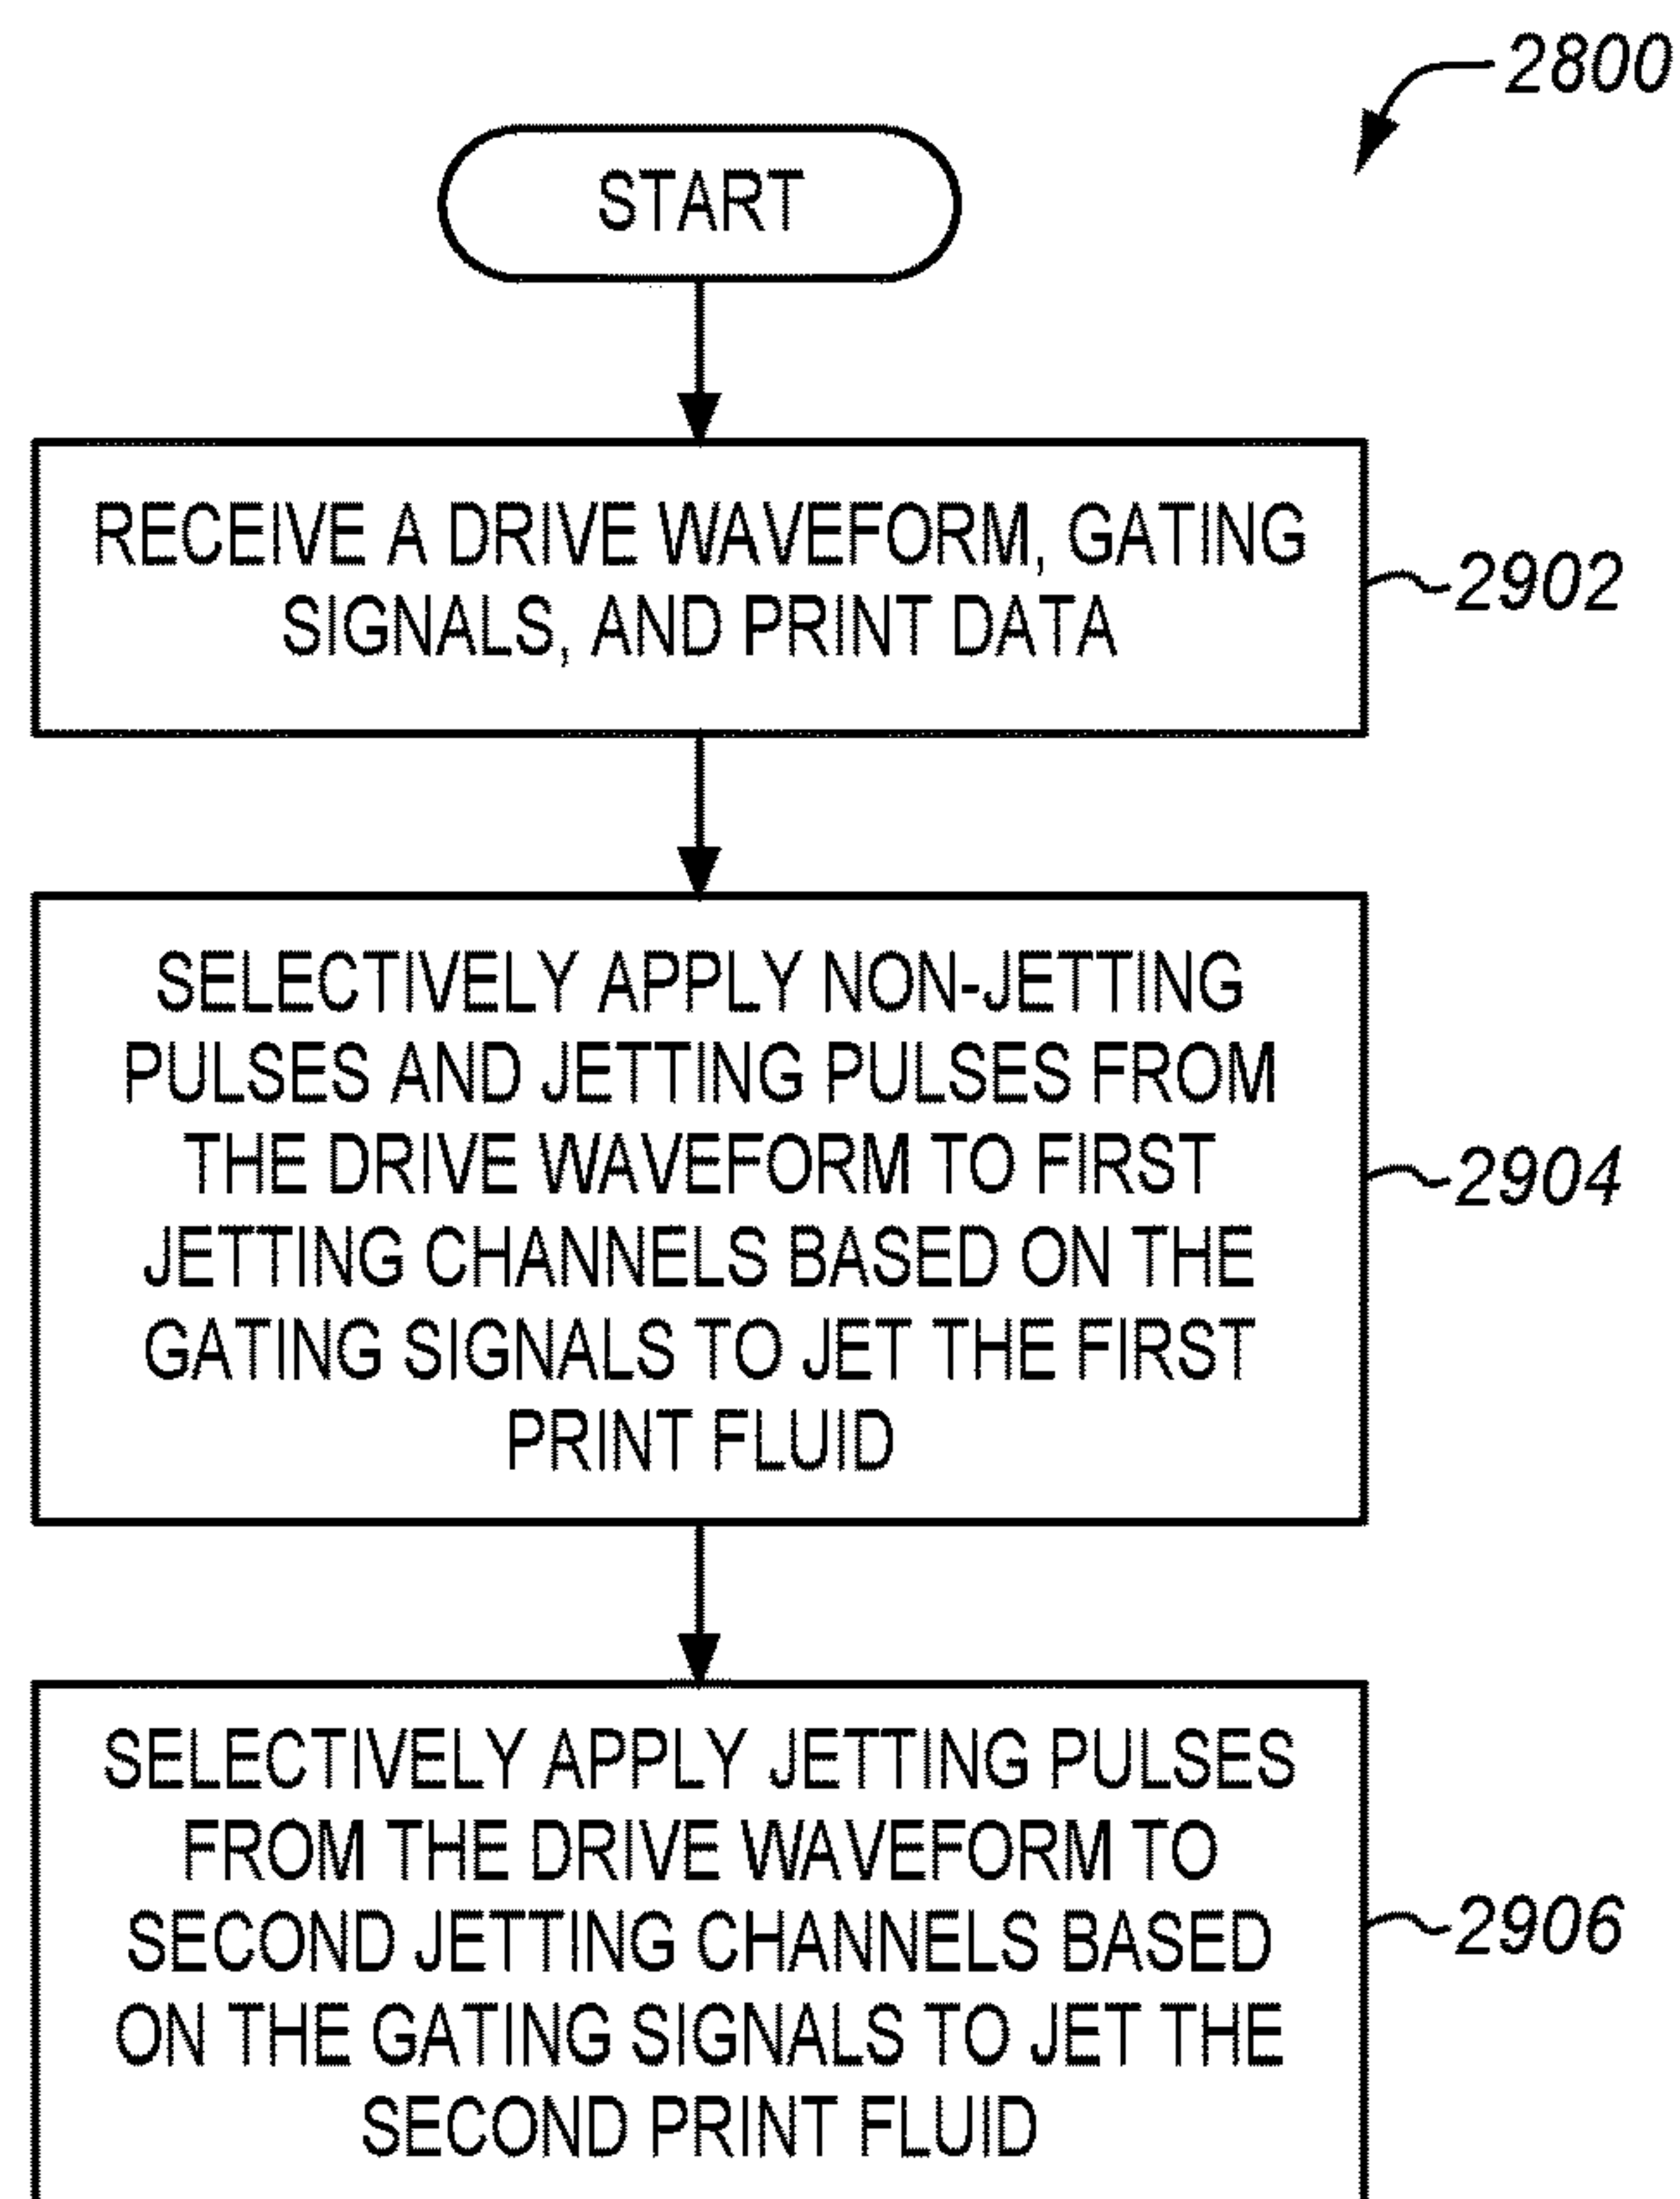 2800
START
RECEIVE A DRIVE WAVEFORM, GATING
SIGNALS, AND PRINT DATA
2902
SELECTIVELY APPLY NON-JETTING
PULSES AND JETTING PULSES FROM
THE DRIVE WAVEFORM TO FIRST
JETTING CHANNELS BASED ON THE
GATING SIGNALS TO JET THE FIRST
PRINT FLUID
2904
SELECTIVELY APPLY JETTING PULSES
FROM THE DRIVE WAVEFORM TO
SECOND JETTING CHANNELS BASED
ON THE GATING SIGNALS TO JET THE
SECOND PRINT FLUID
2906